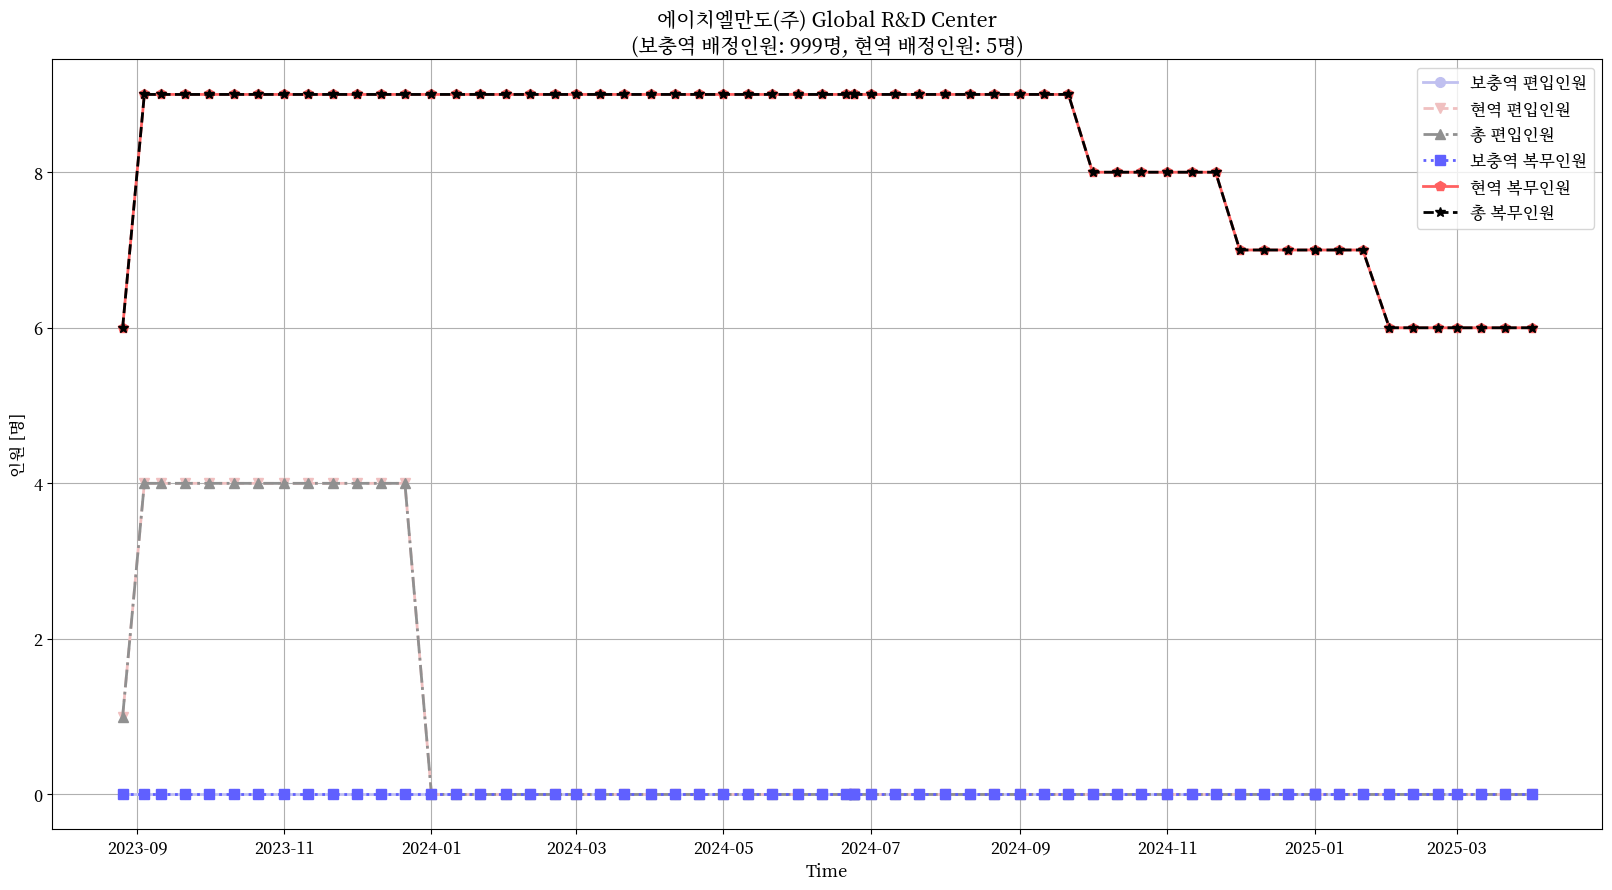 에이치엘만도(주) Global R&D Center
(보충역 배정인원: 999명, 현역 배정인원: 5명)
보충역 편입인원
현역 편입인원
총 편입인원
보충역 복무인원
현역 복무인원
총 복무인원
인원 [명]
8
6
4
2
0
2023-09
2023-11
2024-01
2024-03
2024-05
2024-07
2024-09
2024-11
2025-01
2025-03
Time